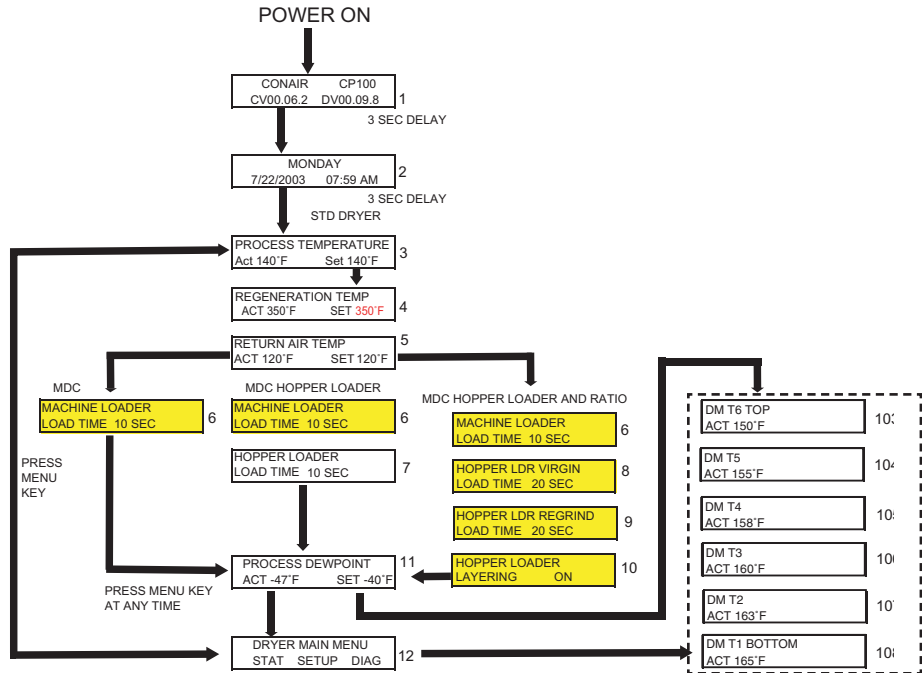 POWER ON
CONAIR CP100
CV00.06.2 DV00.09.8
1
3 SEC DELAY
MONDAY
7/22/2003 07:59 AM
2
3 SEC DELAY
STD DRYER
PROCESS TEMPERATURE
Act 140°F Set 140°F
3
REGENERATION TEMP
ACT 350°F SET 350°F
4
RETURN AIR TEMP
ACT 120°F SET 120°F
5
MDC
MACHINE LOADER
LOAD TIME 10 SEC
6
MDC HOPPER LOADER
MACHINE LOADER
LOAD TIME 10 SEC
6
HOPPER LOADER
LOAD TIME 10 SEC
7
MDC HOPPER LOADER AND RATIO
MACHINE LOADER
LOAD TIME 10 SEC
6
HOPPER LDR VIRGIN
LOAD TIME 20 SEC
8
HOPPER LDR REGRIND
LOAD TIME 20 SEC
9
HOPPER LOADER
LAYERING ON
10
PRESS
MENU
KEY
PROCESS DEWPOINT
ACT -47°F SET -40°F
11
PRESS MENU KEY
AT ANY TIME
DRYER MAIN MENU
STAT SETUP DIAG
12
DM T6 TOP
ACT 150°F
DM T5
ACT 155°F
DM T4
ACT 158°F
DM T3
ACT 160°F
DM T2
ACT 163°F
DM T1 BOTTOM
ACT 165°F